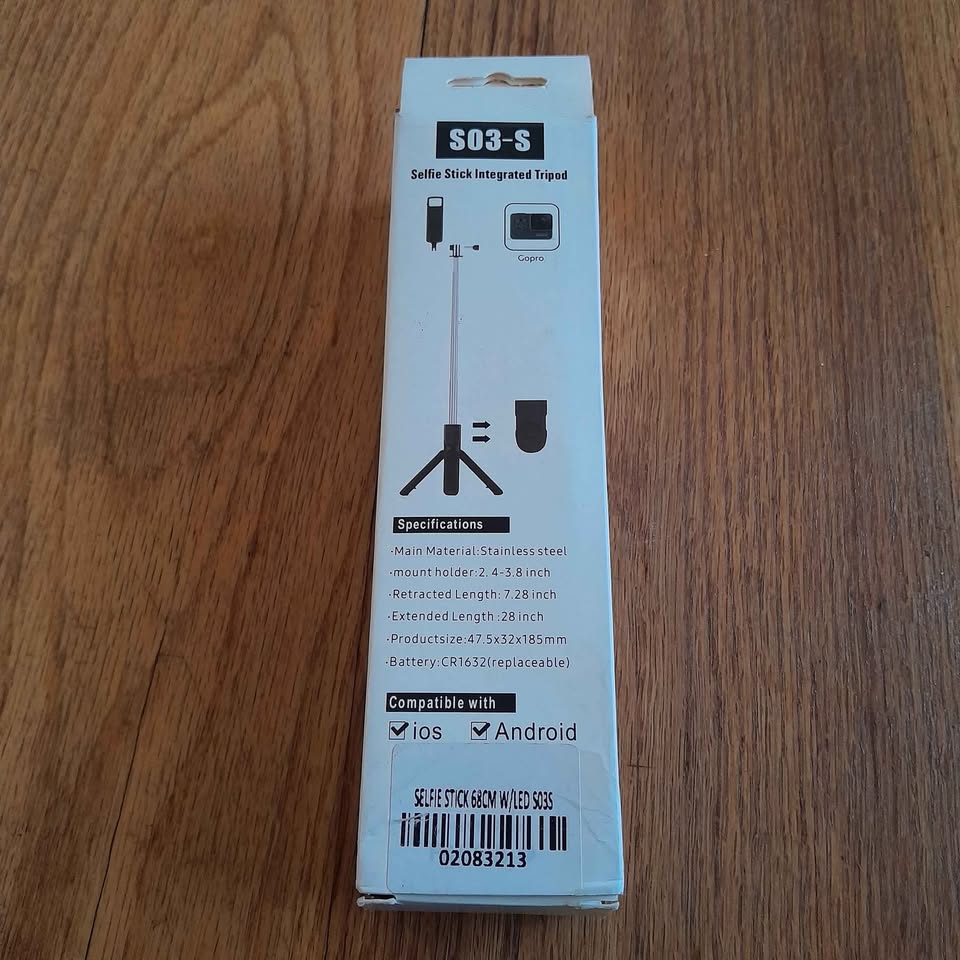 S03-S
Selfie Stick Integrated Tripod
Gopro
Specifications
·Main Material:Stainless steel
·mount holder:2.4-3.8 inch
·Retracted Length: 7.28 inch
·Extended Length :28 inch
·Productsize:47.5x32x185mm
·Battery:CR1632(replaceable)
Compatible with
ios Android
SELFIE STICK 68CM W/LED S03S
02083213